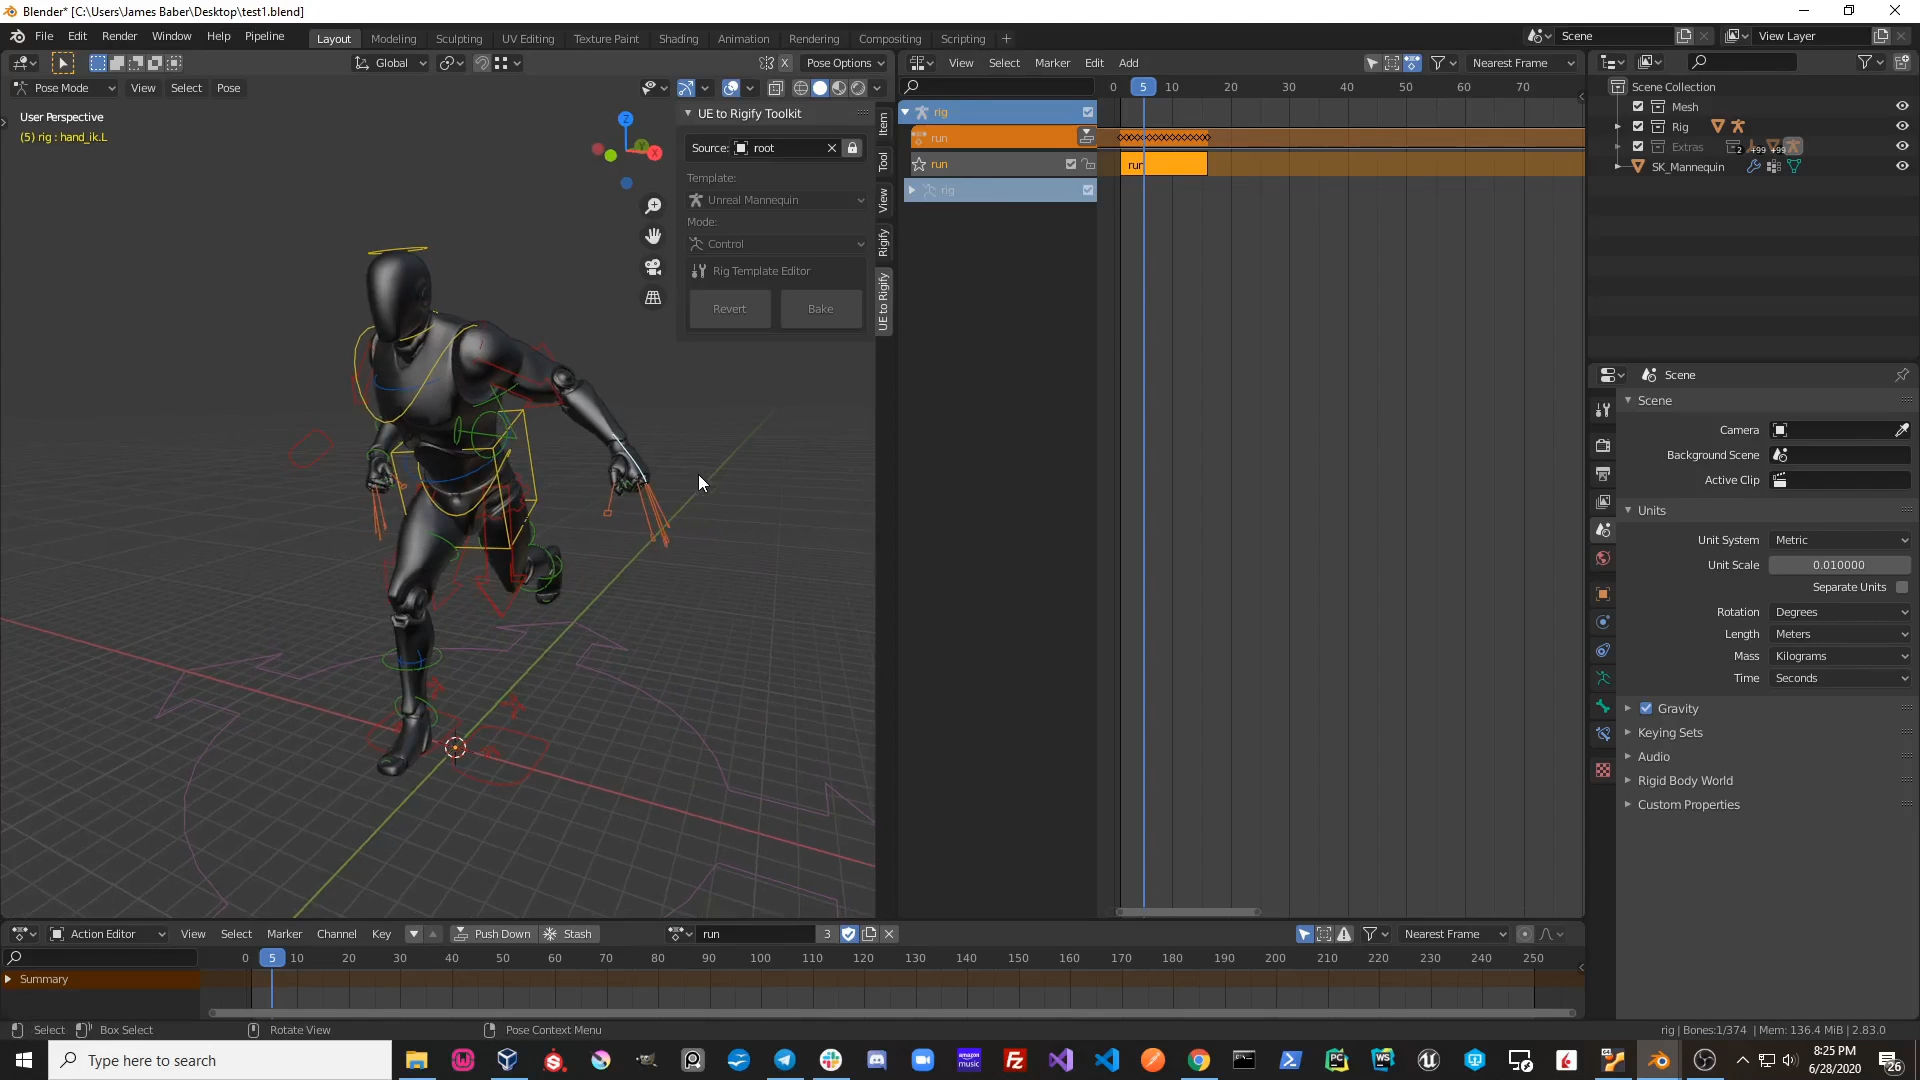 Blender* [C:\Users\James Baber\Desktop\test1.blend]
File Edit Render Window Help Pipeline
Layout Modeling Sculpting UV Editing Texture Paint Shading Animation Rendering Compositing Scripting +
Scene
View Layer
Global
X Pose Options
View Select Marker Edit Add
Nearest Frame
Pose Mode View Select Pose
0 5 10 20 30 40 50 60 70
User Perspective
(5) rig : hand_ik.L
Z
Y
X
UE to Rigify Toolkit
Source: root
Template:
Unreal Mannequin
Mode:
Control
Rig Template Editor
Revert Bake
Item
Tool
View
Rigify
UE to Rigify
rig
run
run
run
rig
Scene Collection
Mesh
Rig
Extras 2 +99 +99
SK_Mannequin
Scene
Scene
Camera
Background Scene
Active Clip
Units
Unit System Metric
Unit Scale 0.010000
Separate Units
Rotation Degrees
Length Meters
Mass Kilograms
Time Seconds
Gravity
Keying Sets
Audio
Rigid Body World
Custom Properties
Action Editor View Select Marker Channel Key Push Down Stash run 3 Nearest Frame
0 5 10 20 30 40 50 60 70 80 90 100 110 120 130 140 150 160 170 180 190 200 210 220 230 240 250
Summary
Select Box Select Rotate View Pose Context Menu
rig | Bones:1/374 | Mem: 136.4 MiB | 2.83.0
Type here to search
amazon music
8:25 PM
6/28/2020
26